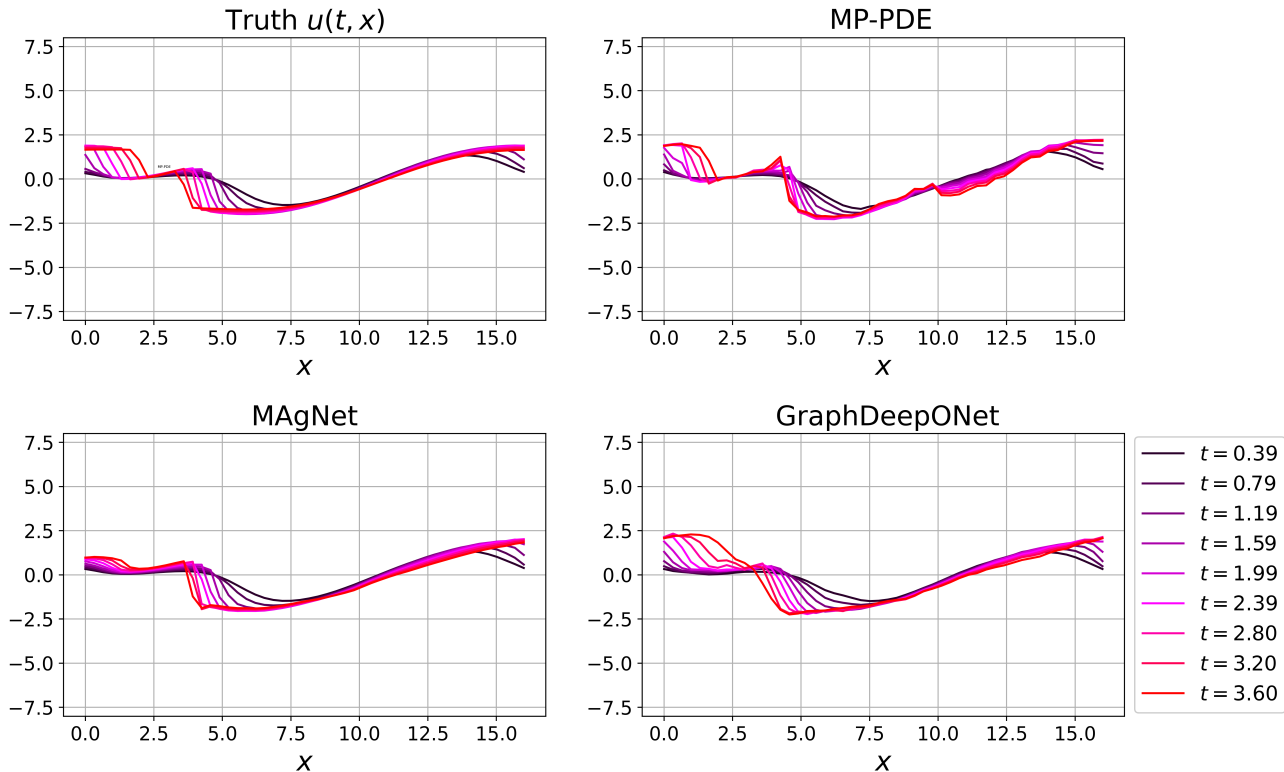 Truth u(t, x)
7.5
5.0
2.5
0.0
−2.5
−5.0
−7.5
MP-PDE
0.0 2.5 5.0 7.5 10.0 12.5 15.0
x
MP-PDE
7.5
5.0
2.5
0.0
−2.5
−5.0
−7.5
0.0 2.5 5.0 7.5 10.0 12.5 15.0
x
MAgNet
7.5
5.0
2.5
0.0
−2.5
−5.0
−7.5
0.0 2.5 5.0 7.5 10.0 12.5 15.0
x
GraphDeepONet
7.5
5.0
2.5
0.0
−2.5
−5.0
−7.5
0.0 2.5 5.0 7.5 10.0 12.5 15.0
x
t = 0.39
t = 0.79
t = 1.19
t = 1.59
t = 1.99
t = 2.39
t = 2.80
t = 3.20
t = 3.60